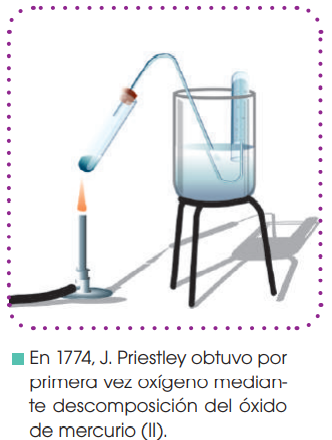 En 1774, J. Priestley obtuvo por
primera vez oxígeno median-
te descomposición del óxido
de mercurio (II).